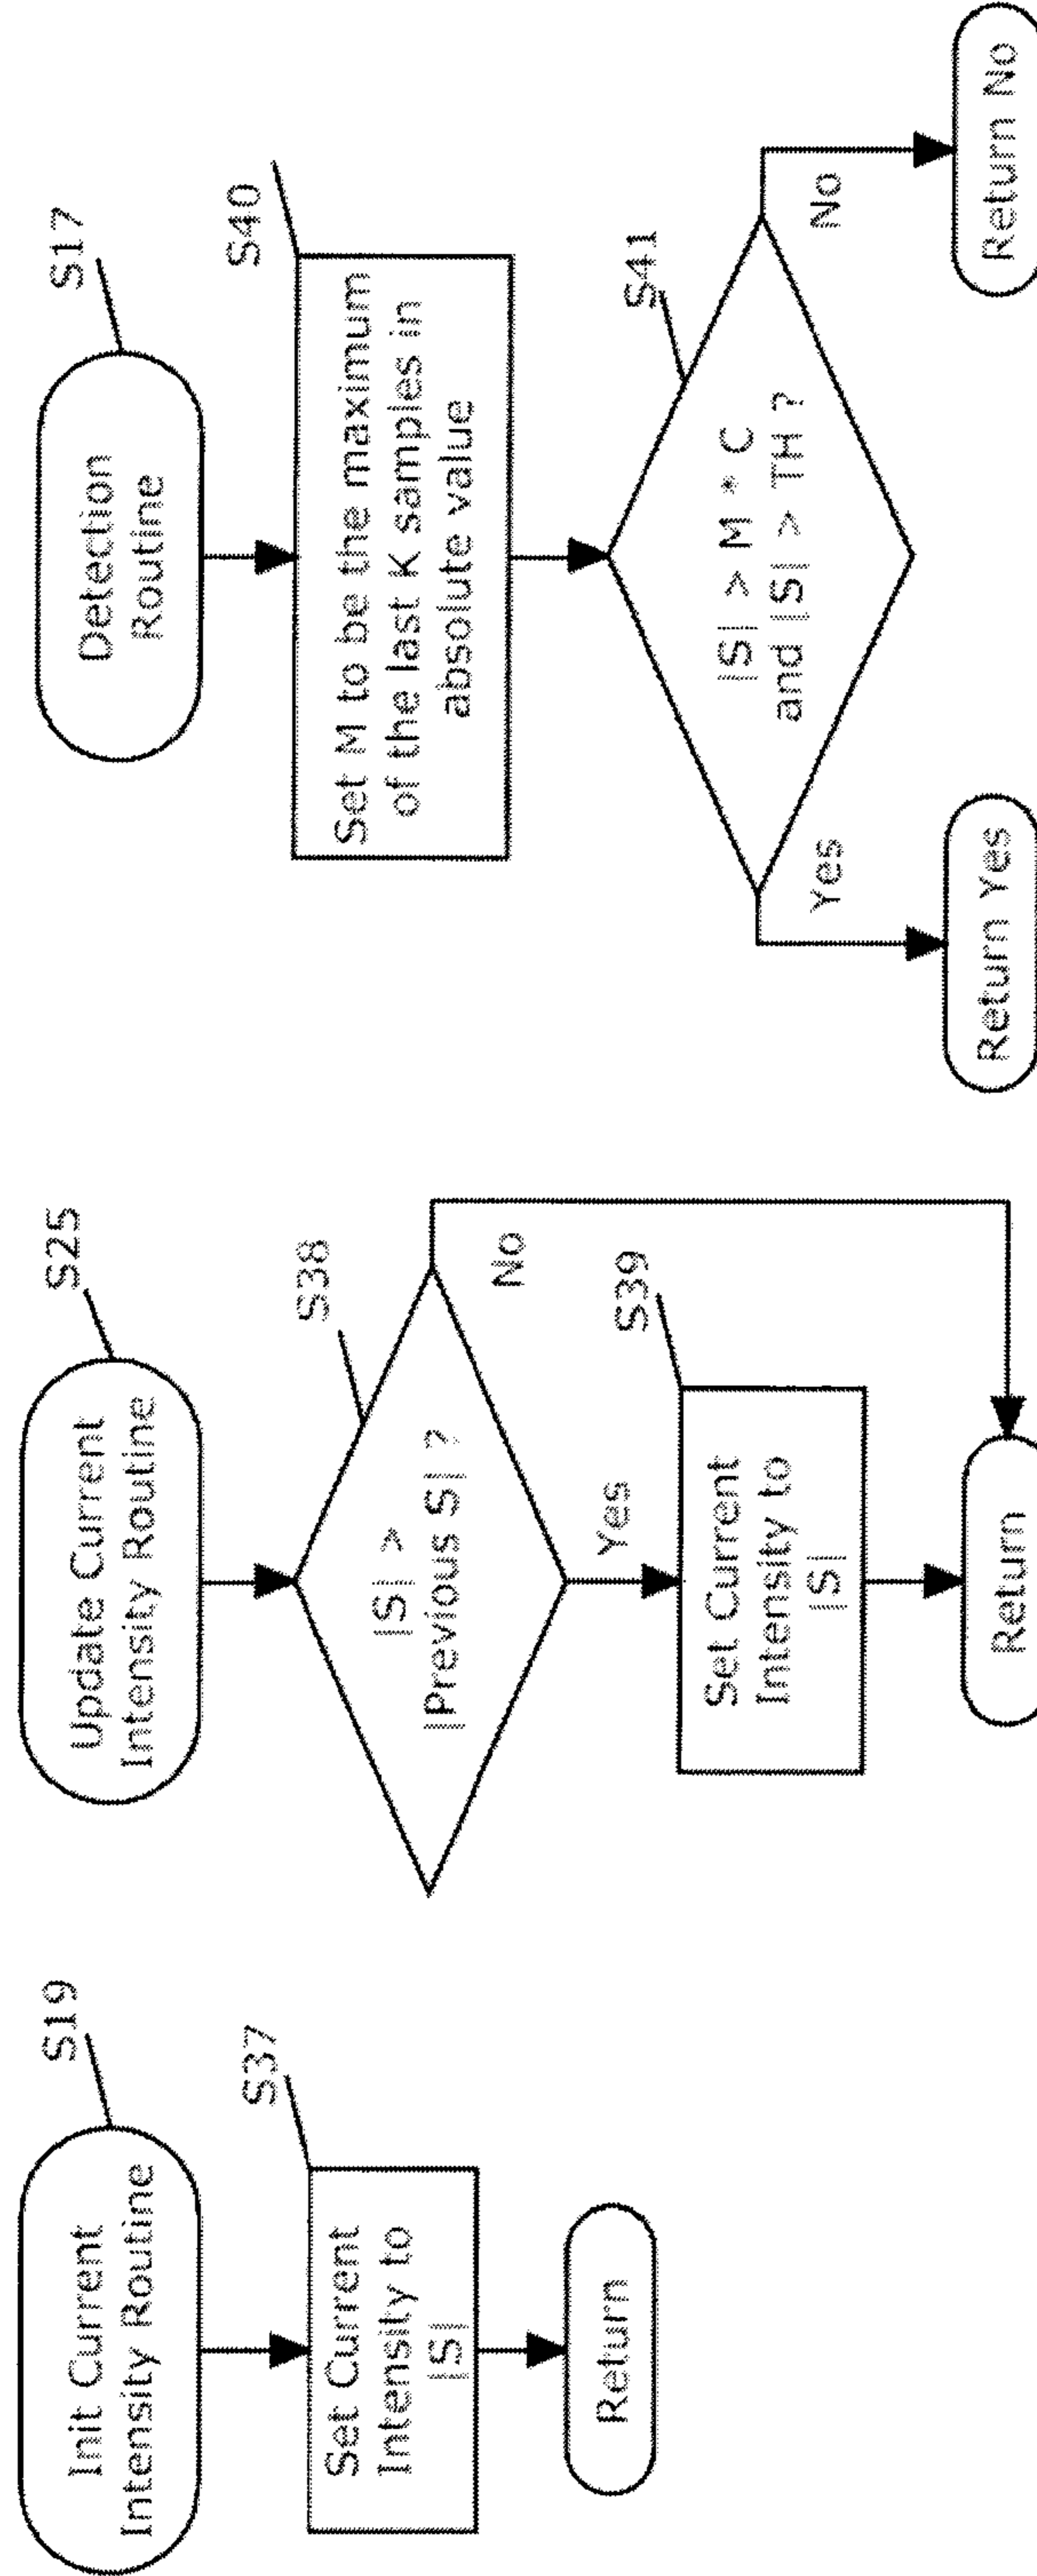 S19
Init Current
Intensity Routine
S37
Set Current
Intensity to
|S|
Return
S25
Update Current
Intensity Routine
S38
|S| >
|Previous S| ?
No
Yes
S39
Set Current
Intensity to
|S|
Return
S17
Detection
Routine
S40
Set M to be the maximum
of the last K samples in
absolute value
S41
|S| > M * C
and |S| > TH ?
Yes
No
Return Yes
Return No